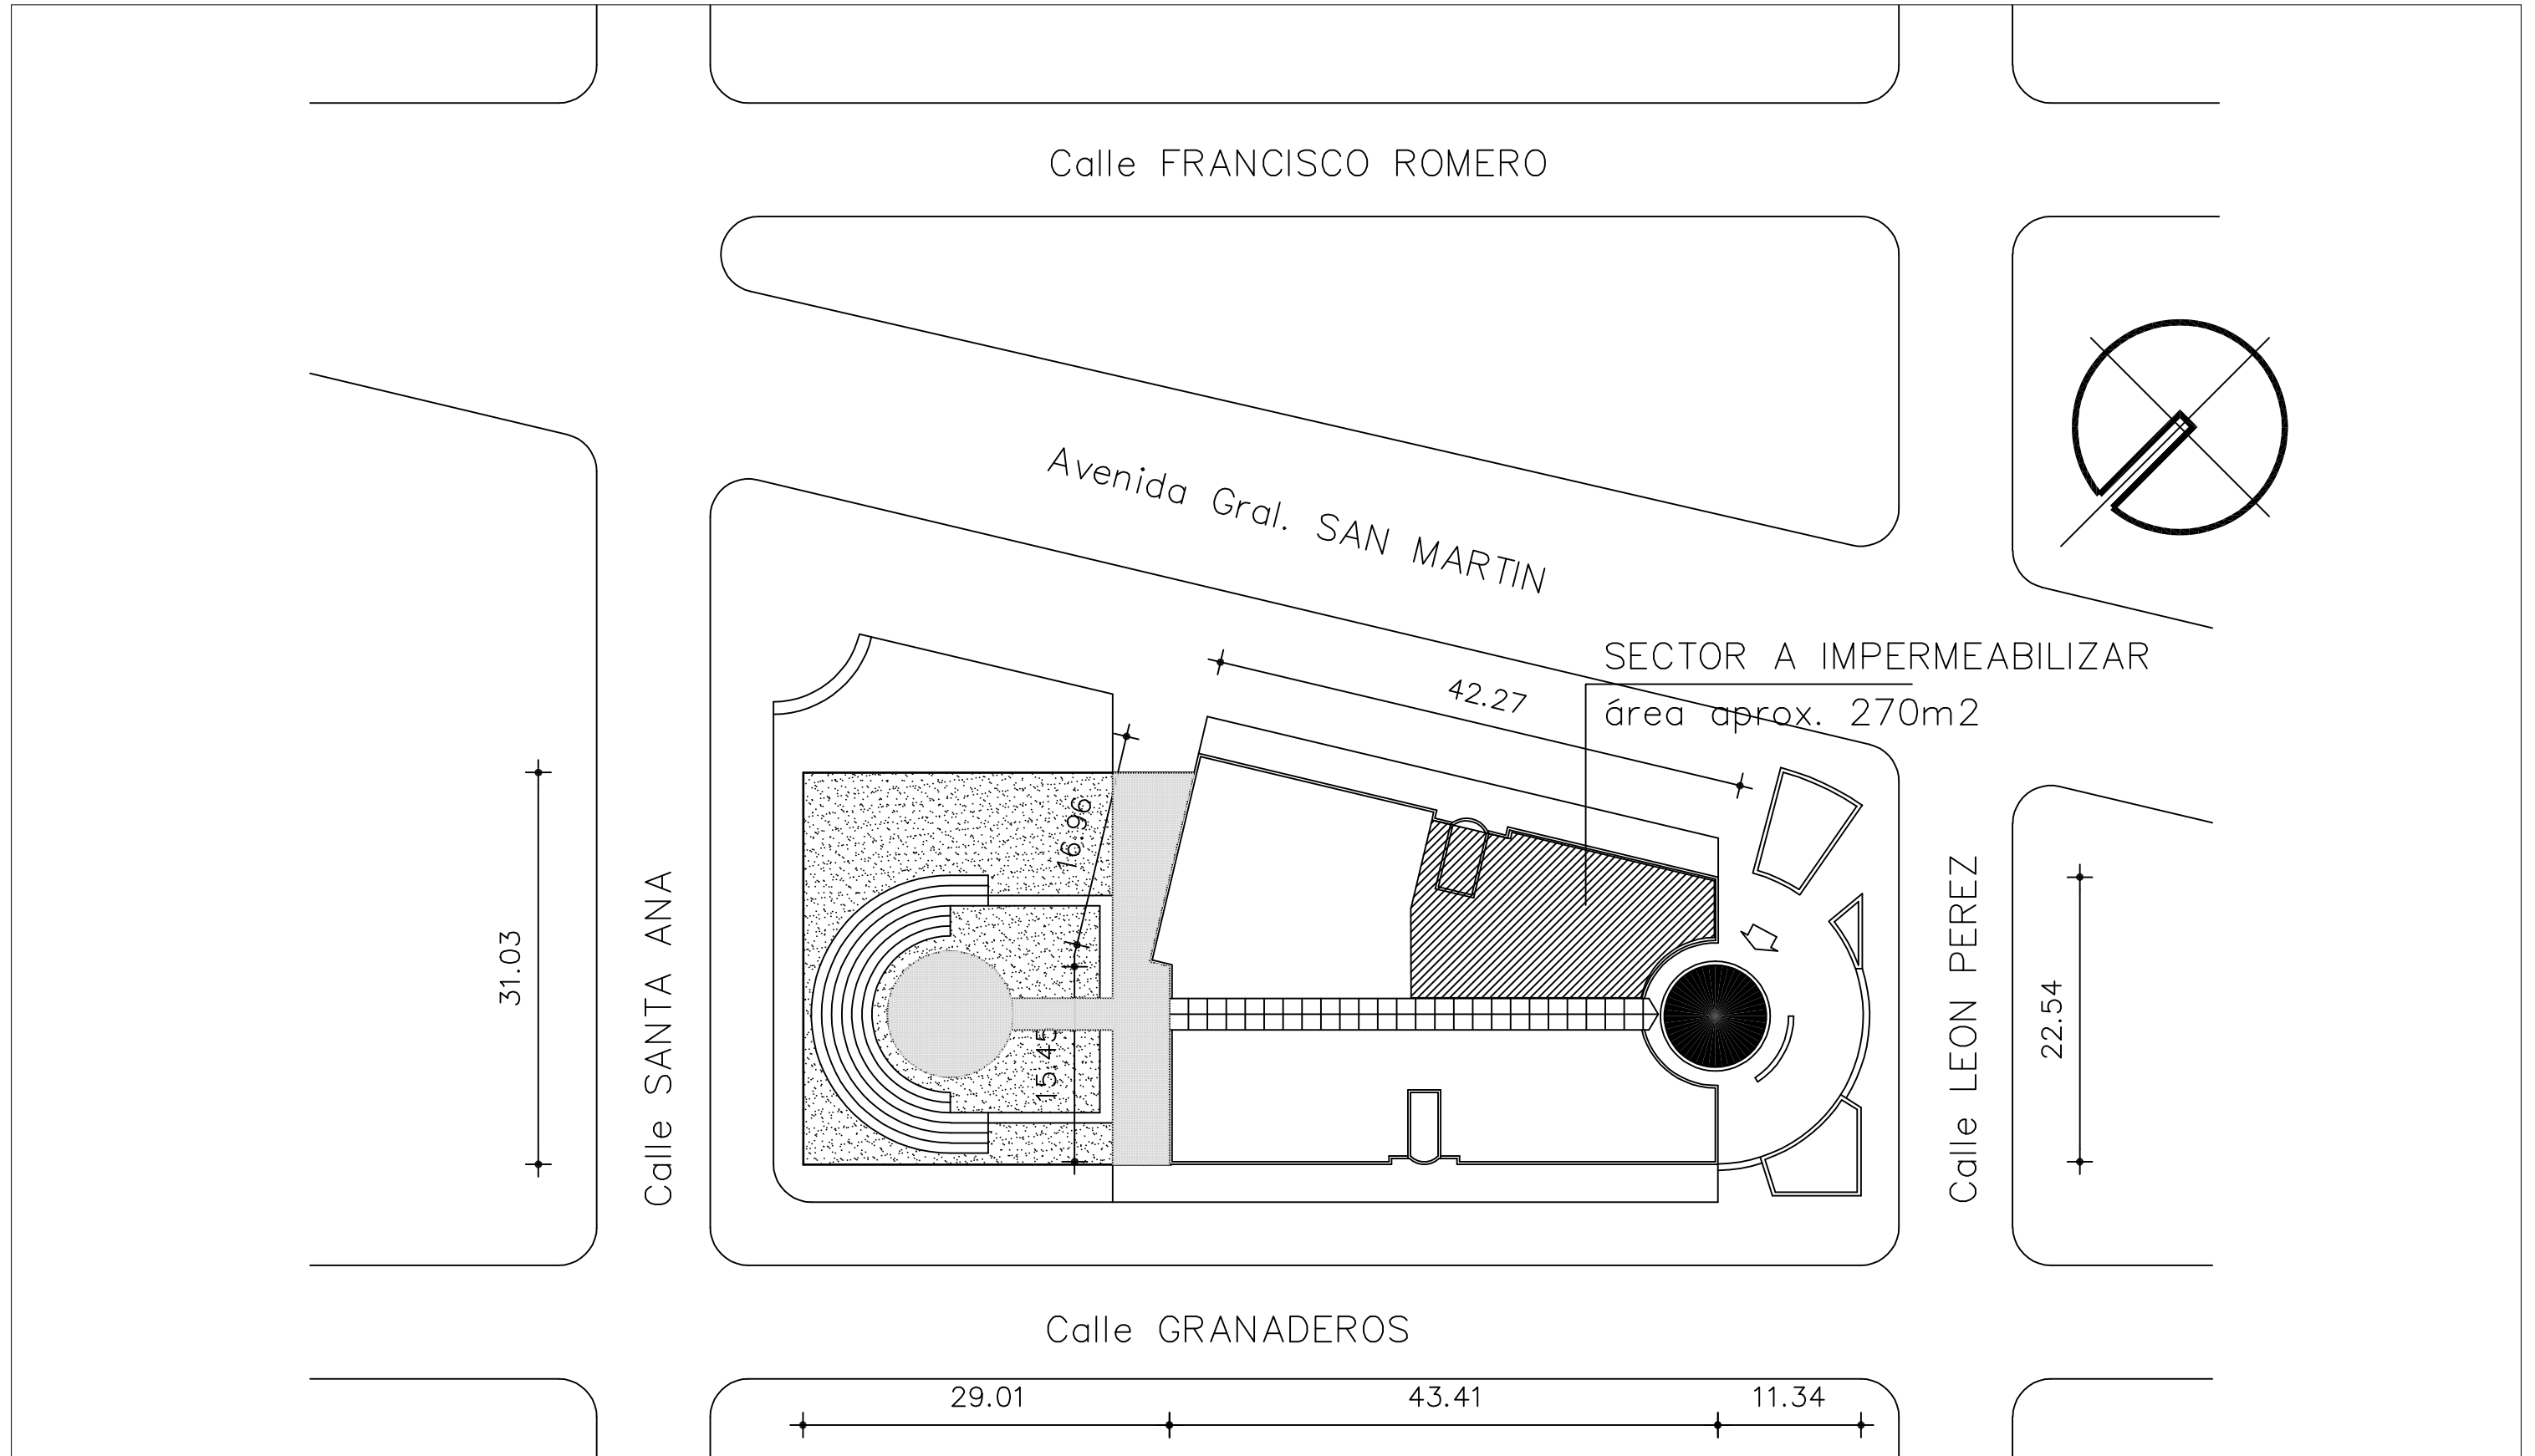 Calle FRANCISCO ROMERO
Avenida Gral. SAN MARTIN
SECTOR A IMPERMEABILIZAR
área aprox. 270m2
42.27
16.96
15.45
31.03
Calle SANTA ANA
Calle LEON PEREZ
22.54
Calle GRANADEROS
29.01
43.41
11.34